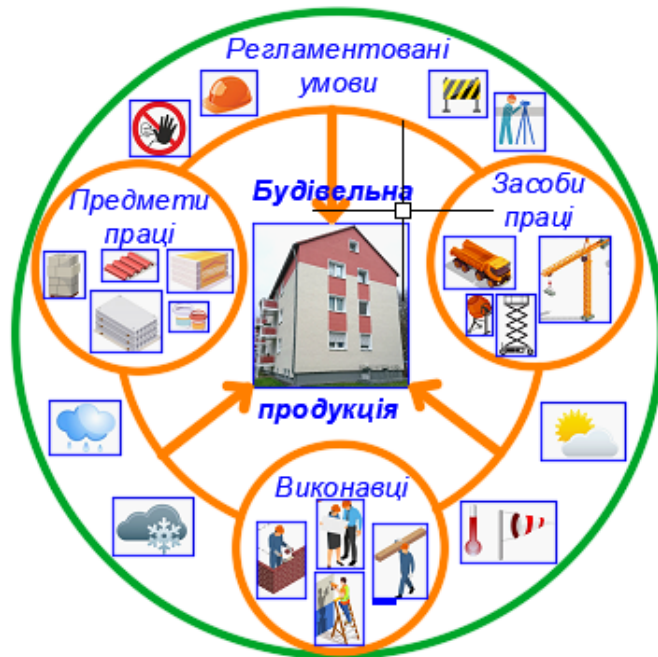 Регламентовані
умови
Предмети
праці
Будівельна
Засоби
праці
продукція
Виконавці